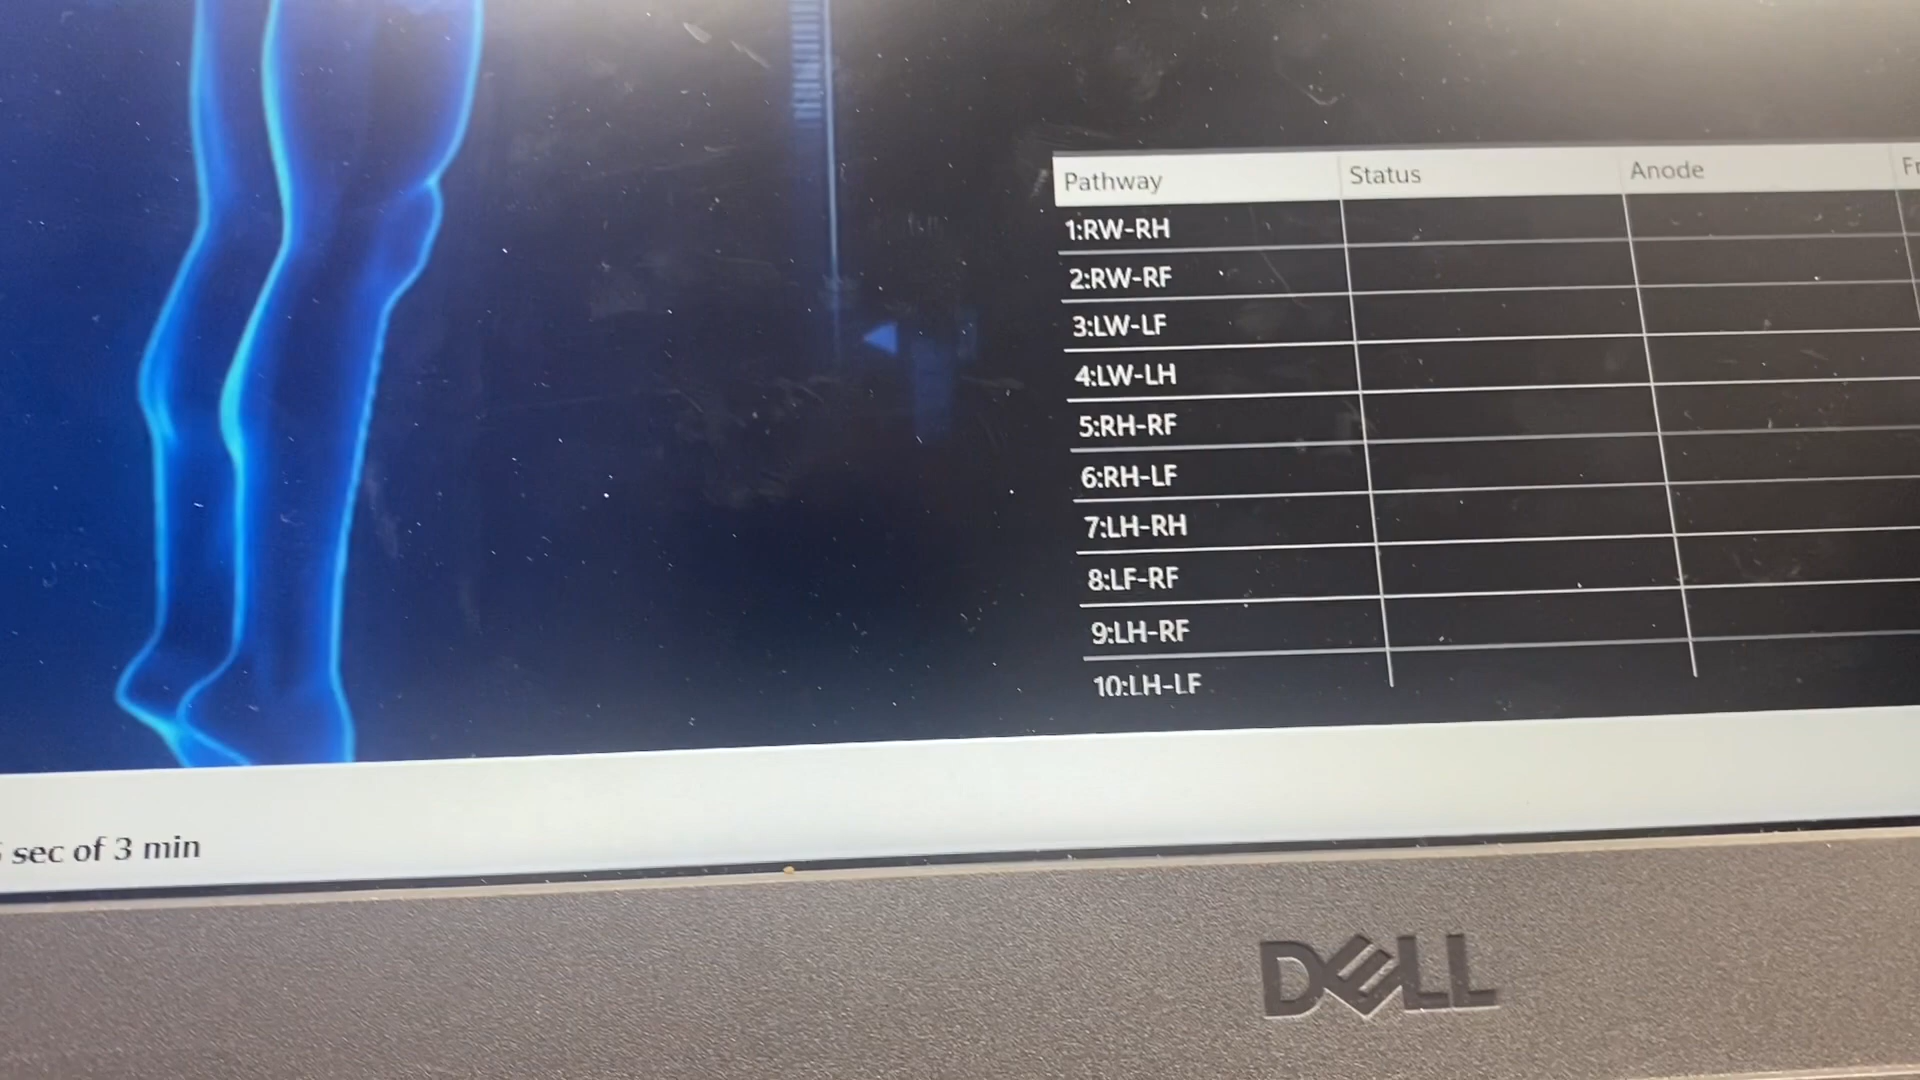 Pathway Status Anode
1:RW-RH
2:RW-RF
3:LW-LF
4:LW-LH
5:RH-RF
6:RH-LF
7:LH-RH
8:LF-RF
9:LH-RF
10:LH-LF
sec of 3 min
DELL